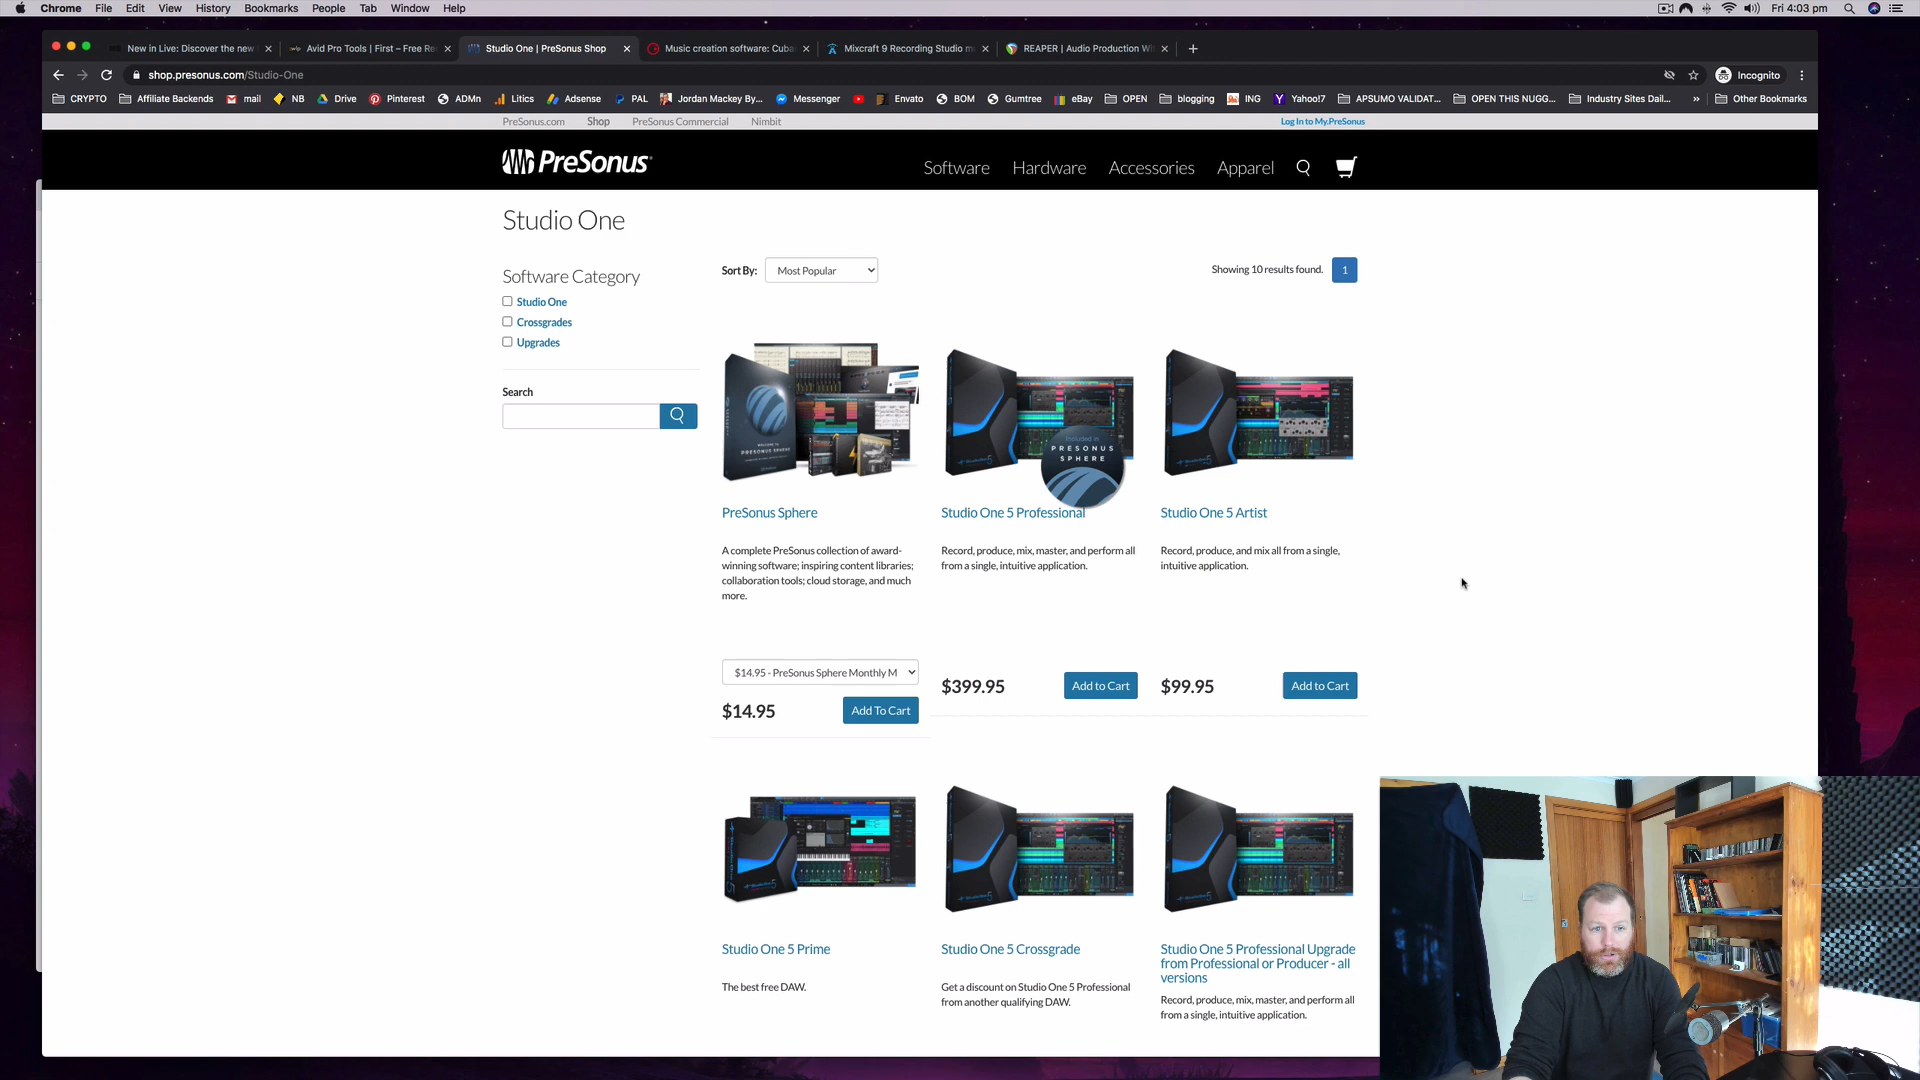 Chrome File Edit View History Bookmarks People Tab Window Help Fri 4:03 pm
New in Live: Discover the new Avid Pro Tools | First – Free Re Studio One | PreSonus Shop Music creation software: Cuba Mixcraft 9 Recording Studio m REAPER | Audio Production Wi
shop.presonus.com/Studio-One Incognito
CRYPTO Affiliate Backends mail NB Drive Pinterest ADMn Litics Adsense PAL Jordan Mackey By... Messenger Envato BOM Gumtree eBay OPEN blogging ING Yahoo!7 APSUMO VALIDAT... OPEN THIS NUGG... Industry Sites Dail... » Other Bookmarks
PreSonus.com Shop PreSonus Commercial Nimbit Log In to My.PreSonus
PreSonus Software Hardware Accessories Apparel
Studio One
Software Category
Studio One
Crossgrades
Upgrades
Search
Sort By: Most Popular Showing 10 results found. 1
WELCOME TO
PRESONUS SPHERE
Included in
PRESONUS
SPHERE
PreSonus Sphere
A complete PreSonus collection of award-
winning software; inspiring content libraries;
collaboration tools; cloud storage, and much
more.
$14.95 - PreSonus Sphere Monthly M
$14.95 Add To Cart
Studio One 5 Professional
Record, produce, mix, master, and perform all
from a single, intuitive application.
$399.95 Add to Cart
Studio One 5 Artist
Record, produce, and mix all from a single,
intuitive application.
$99.95 Add to Cart
Studio One 5 Prime
The best free DAW.
Studio One 5 Crossgrade
Get a discount on Studio One 5 Professional
from another qualifying DAW.
Studio One 5 Professional Upgrade
from Professional or Producer - all
versions
Record, produce, mix, master, and perform all
from a single, intuitive application.